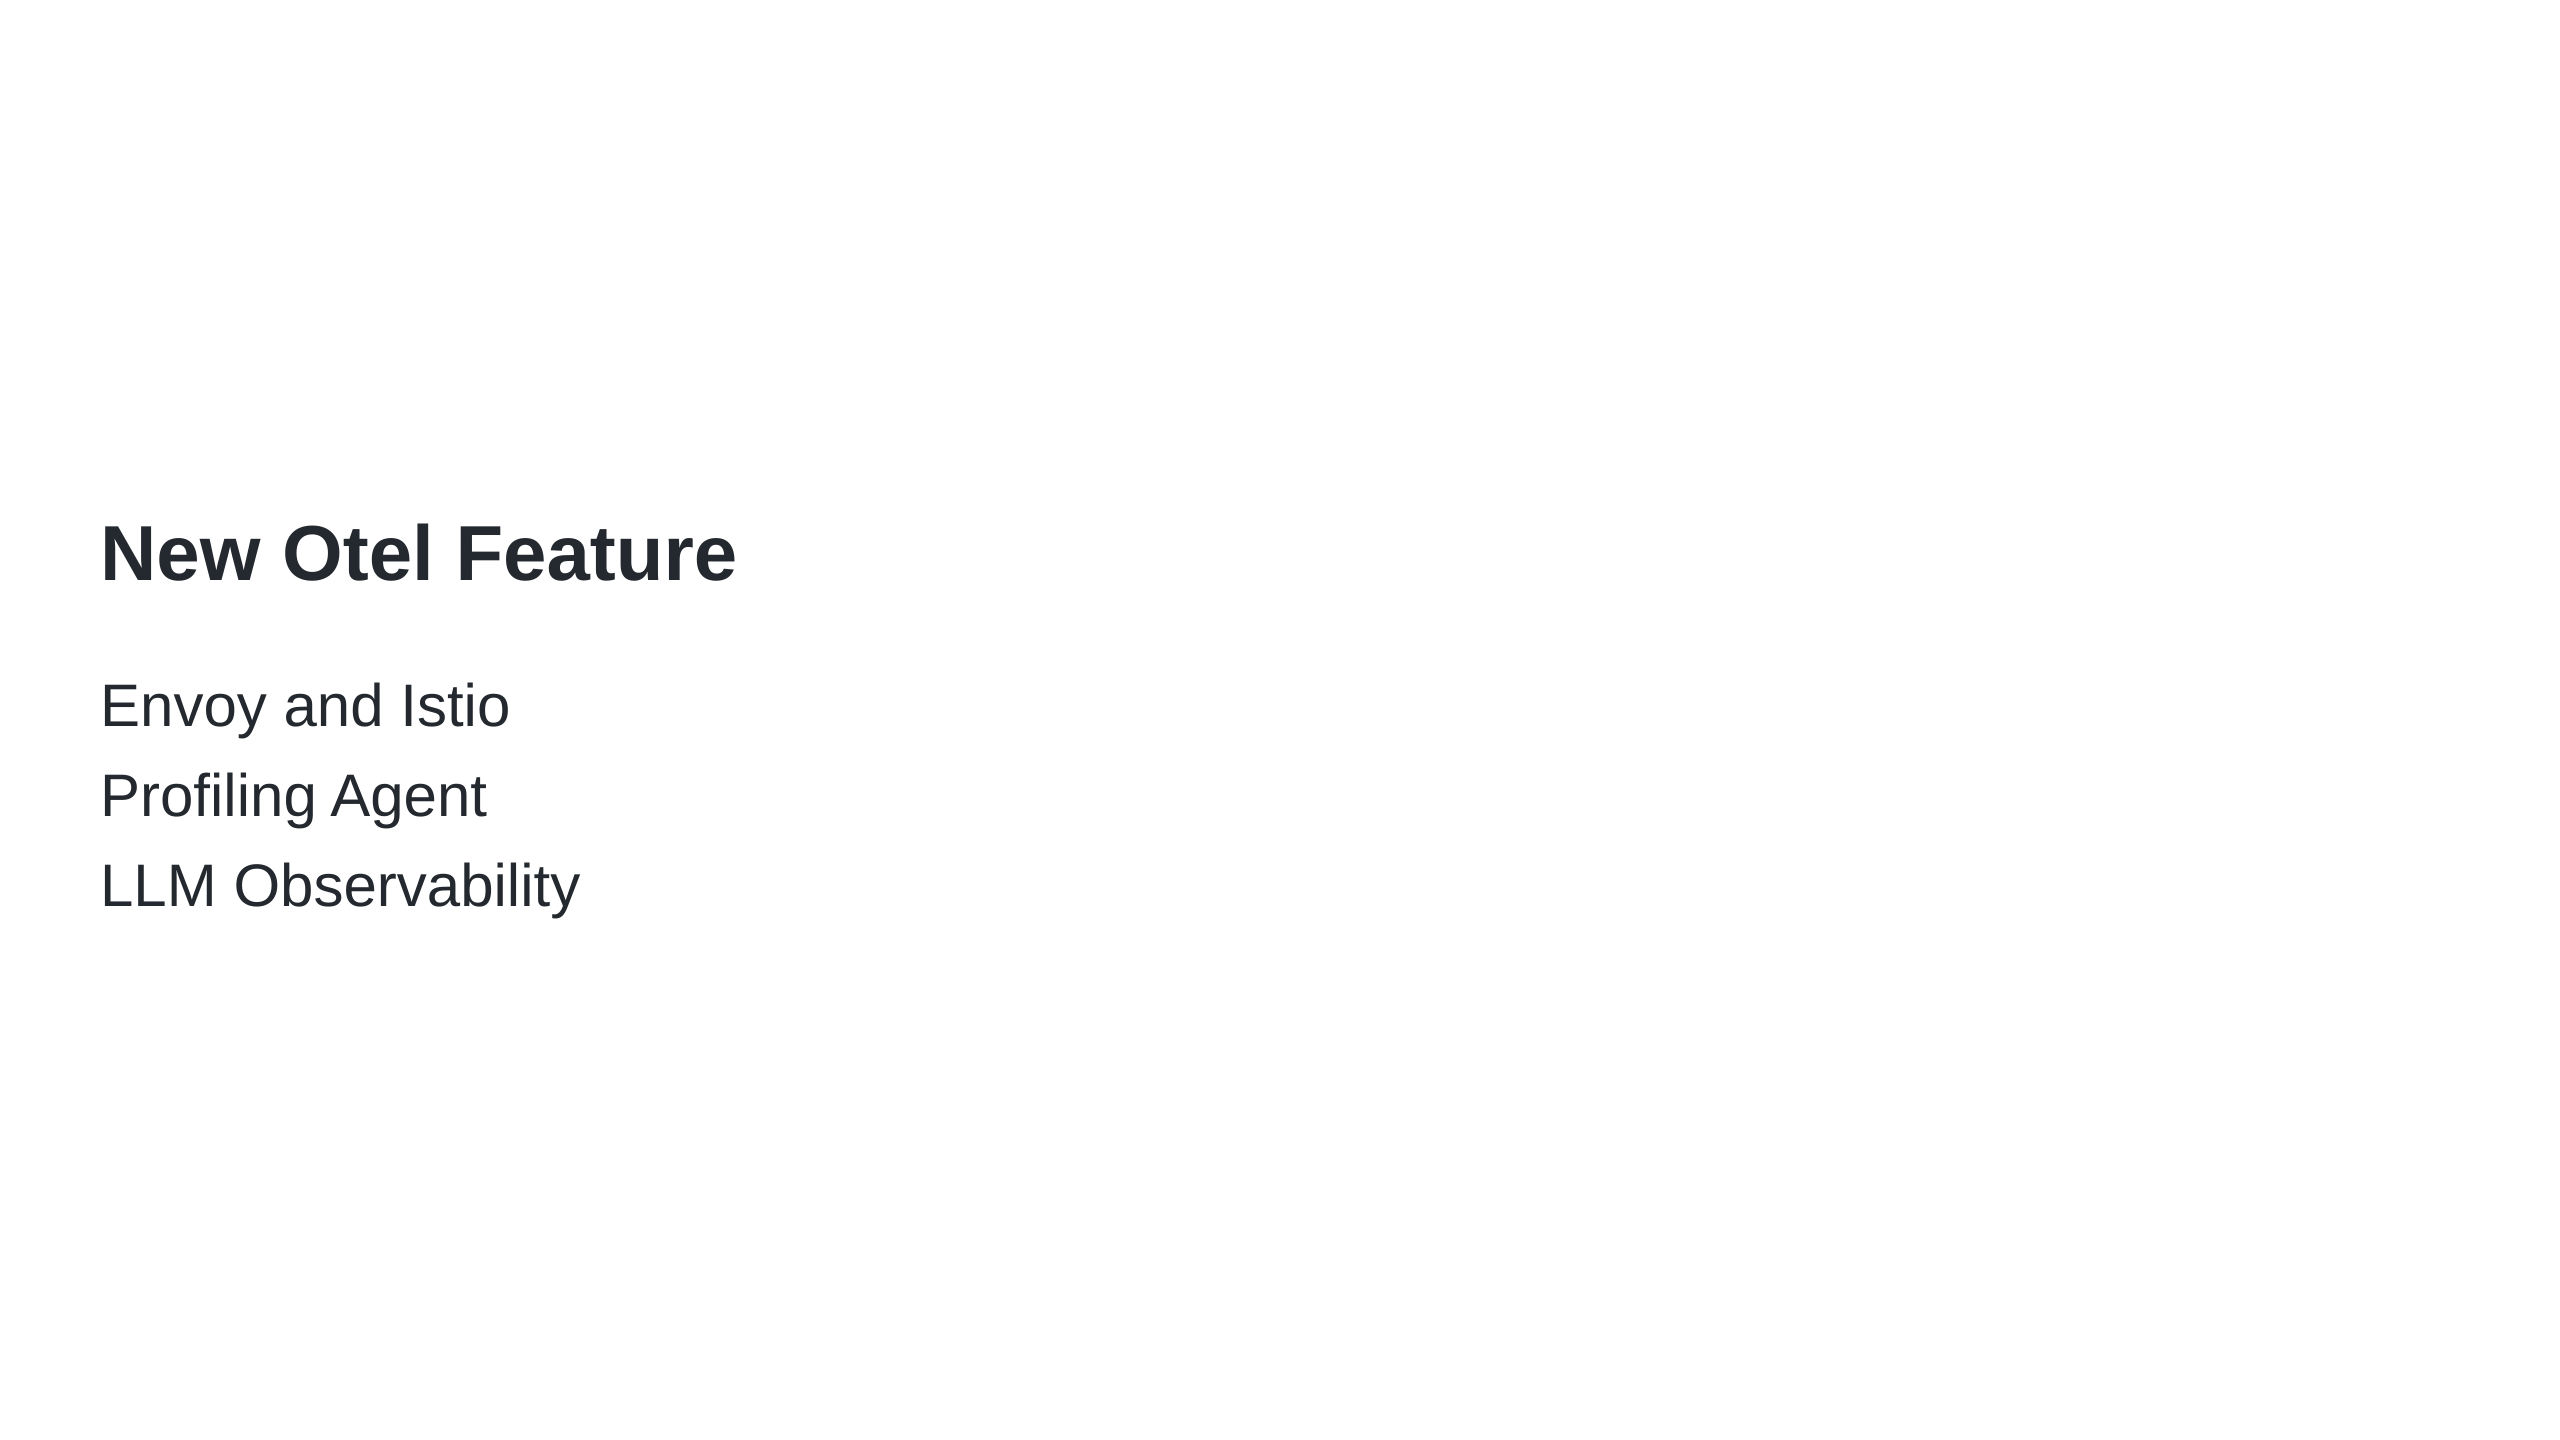 New Otel Feature
Envoy and Istio
Profiling Agent
LLM Observability